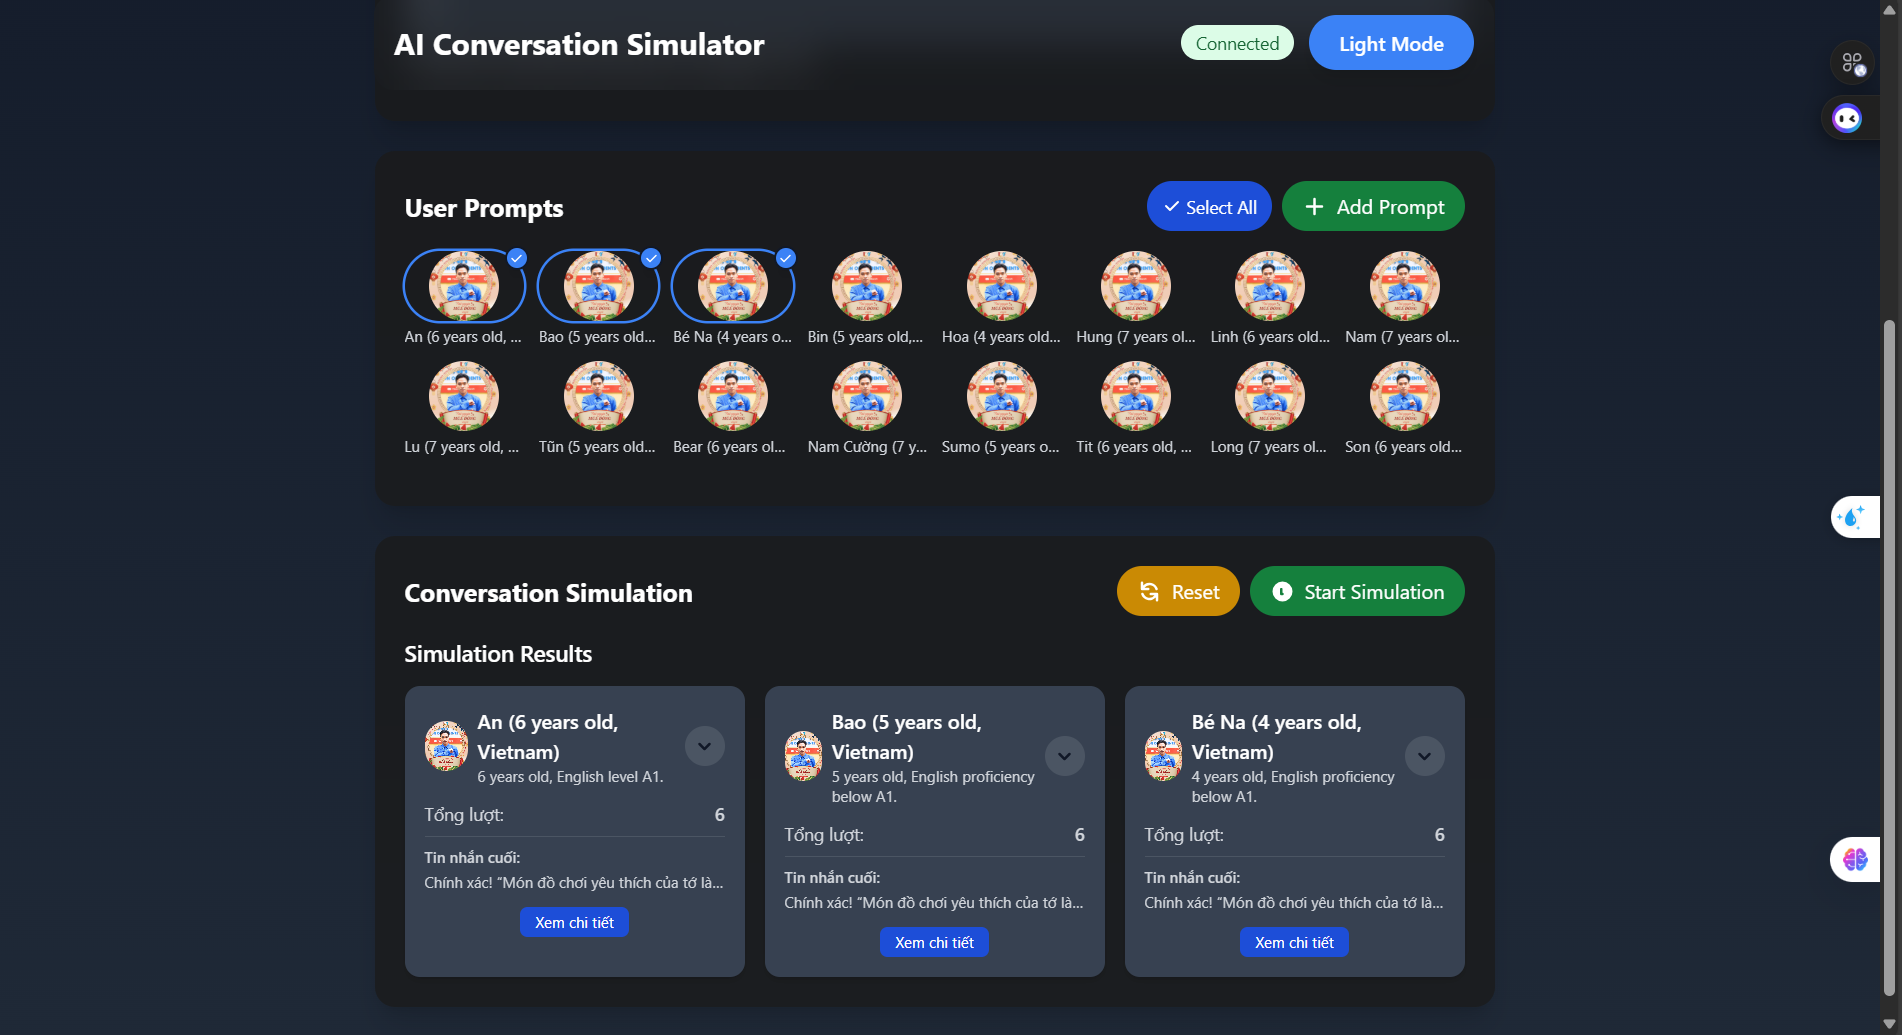 AI Conversation Simulator
Connected
Light Mode
User Prompts
Select All
Add Prompt
An (6 years old, ...
Bao (5 years old...
Bé Na (4 years o...
Bin (5 years old,...
Hoa (4 years old...
Hung (7 years ol...
Linh (6 years old...
Nam (7 years ol...
Lu (7 years old, ...
Tũn (5 years old...
Bear (6 years ol...
Nam Cường (7 y...
Sumo (5 years o...
Tit (6 years old, ...
Long (7 years ol...
Son (6 years old...
Conversation Simulation
Reset
Start Simulation
Simulation Results
An (6 years old,
Vietnam)
6 years old, English level A1.
Tổng lượt:
6
Tin nhắn cuối:
Chính xác! “Món đồ chơi yêu thích của tớ là...
Xem chi tiết
Bao (5 years old,
Vietnam)
5 years old, English proficiency
below A1.
Tổng lượt:
6
Tin nhắn cuối:
Chính xác! “Món đồ chơi yêu thích của tớ là...
Xem chi tiết
Bé Na (4 years old,
Vietnam)
4 years old, English proficiency
below A1.
Tổng lượt:
6
Tin nhắn cuối:
Chính xác! “Món đồ chơi yêu thích của tớ là...
Xem chi tiết